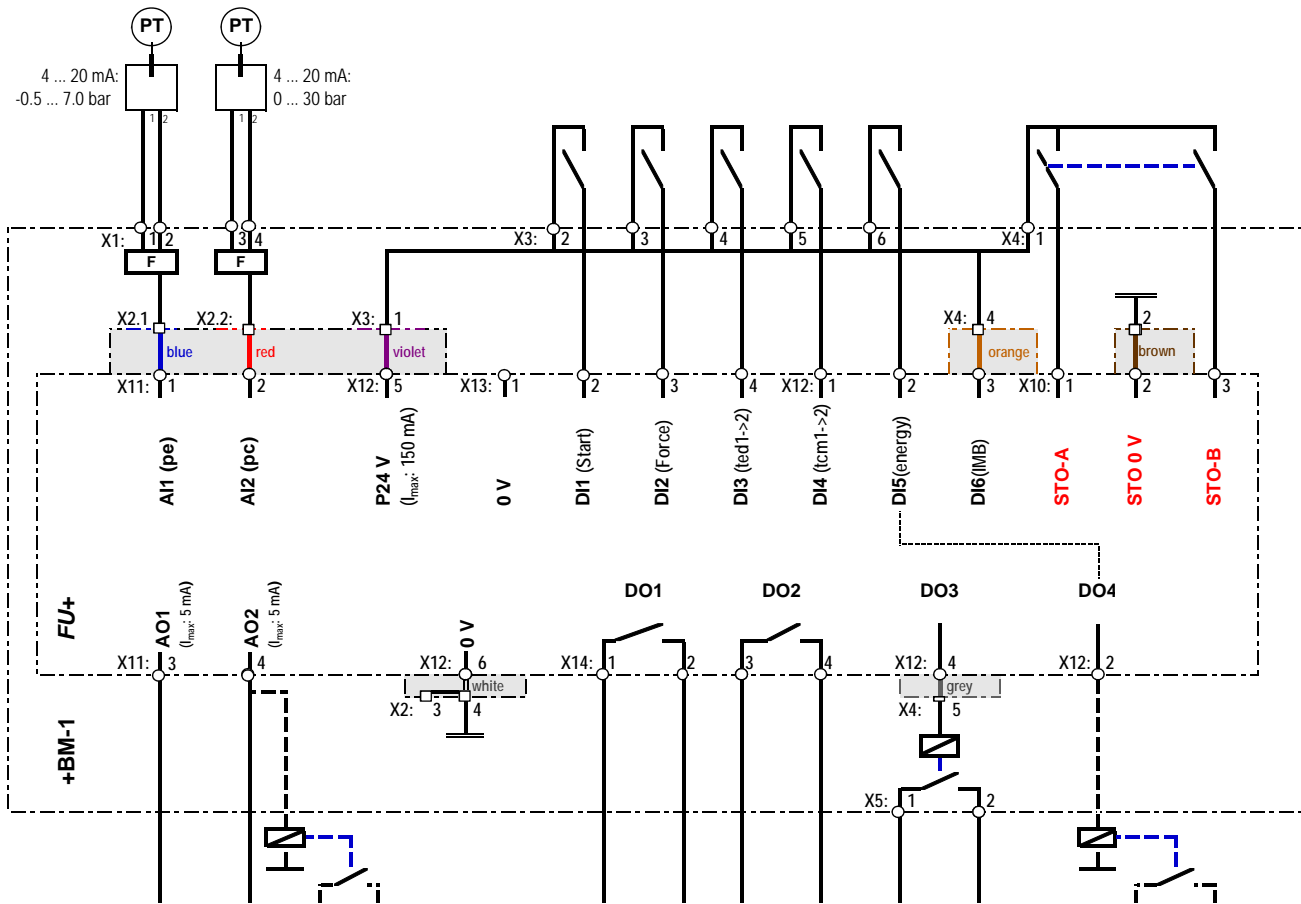 PT PT
4 ... 20 mA:
-0.5 ... 7.0 bar
4 ... 20 mA:
0 ... 30 bar
1 2 1 2
X1: 1 2 3 4 X3: 2 3 4 5 6 X4: 1
F F
X2.1 X2.2: X3: 1 X4: 4 2
blue red violet orange brown
X11: 1 2 X12: 5 X13: 1 2 3 4 X12: 1 2 3 X10: 1 2 3
AI1 (pe)
AI2 (pc)
P24 V
(Imax: 150 mA)
0 V
DI1 (Start)
DI2 (Force)
DI3 (ted1->2)
DI4 (tcm1->2)
DI5(energy)
DI6(IMB)
STO-A
STO 0 V
STO-B
FU+
AO1
(Imax: 5 mA)
AO2
(Imax: 5 mA)
0 V
DO1 DO2 DO3 DO4
X11: 3 4 X12: 6 X14: 1 2 3 4 X12: 4 X12: 2
white grey
X2: 3 4 X4: 5
+BM-1
X5: 1 2